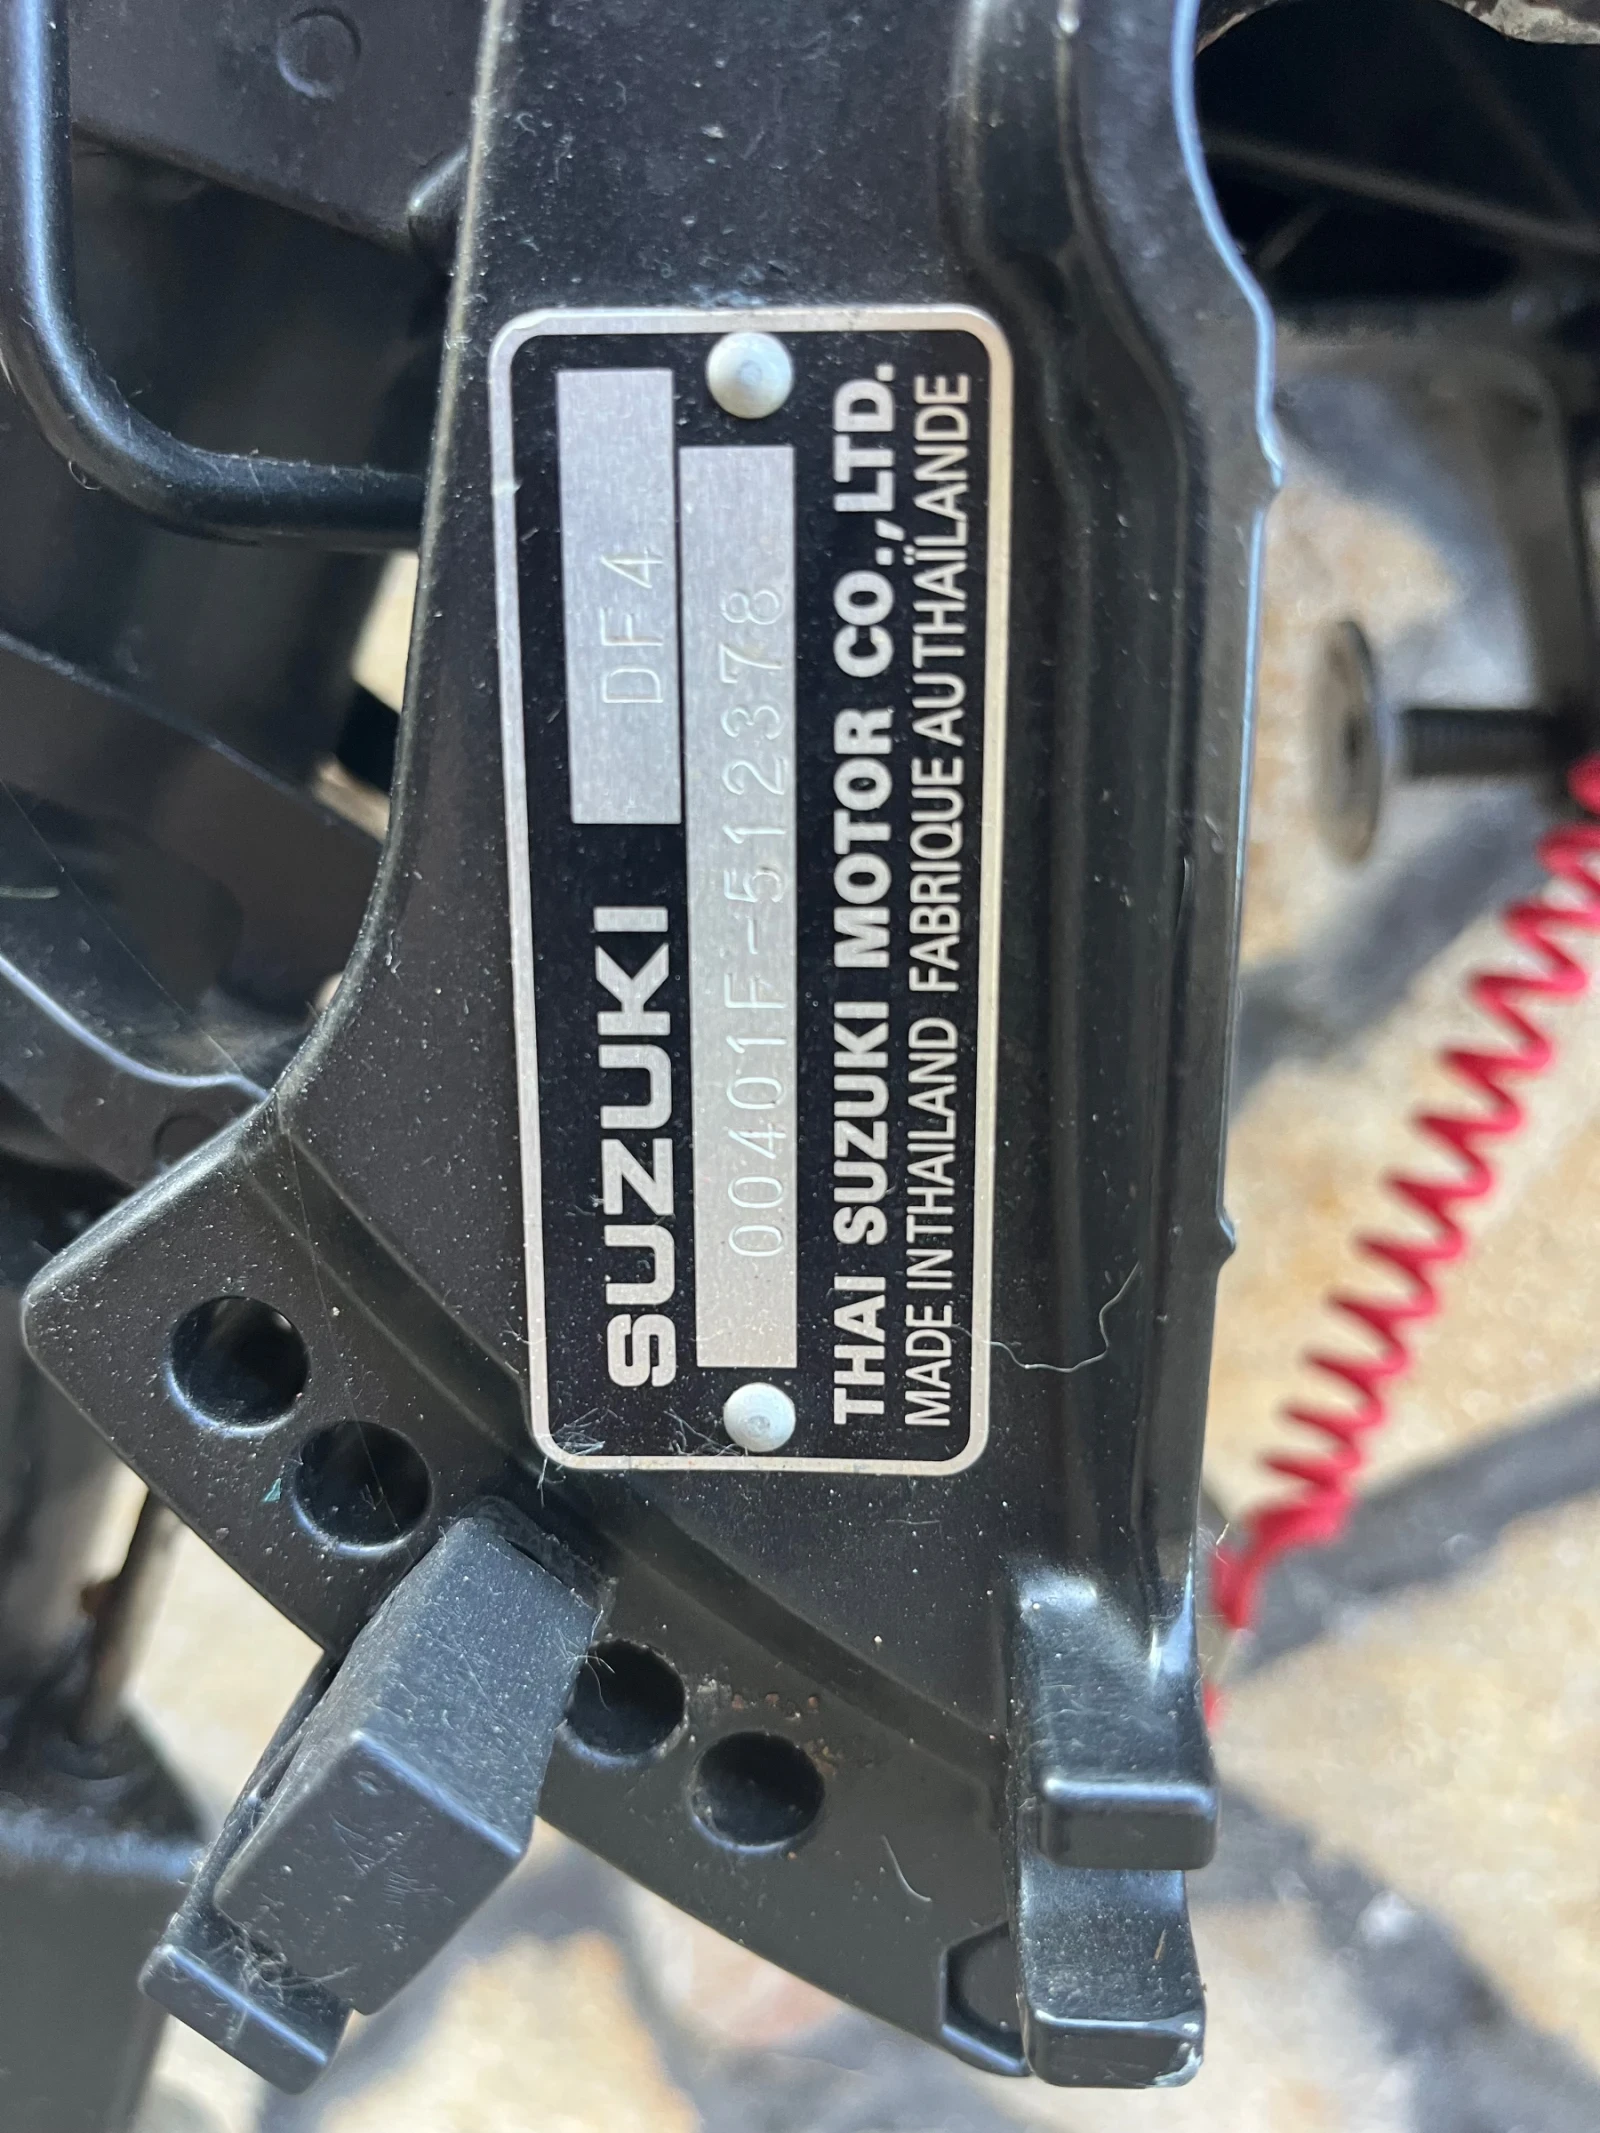 SUZUKI DF4
00401F-512378
THAI SUZUKI MOTOR CO.,LTD.
MADE IN THAILAND FABRIQUE AU THAÏLANDE